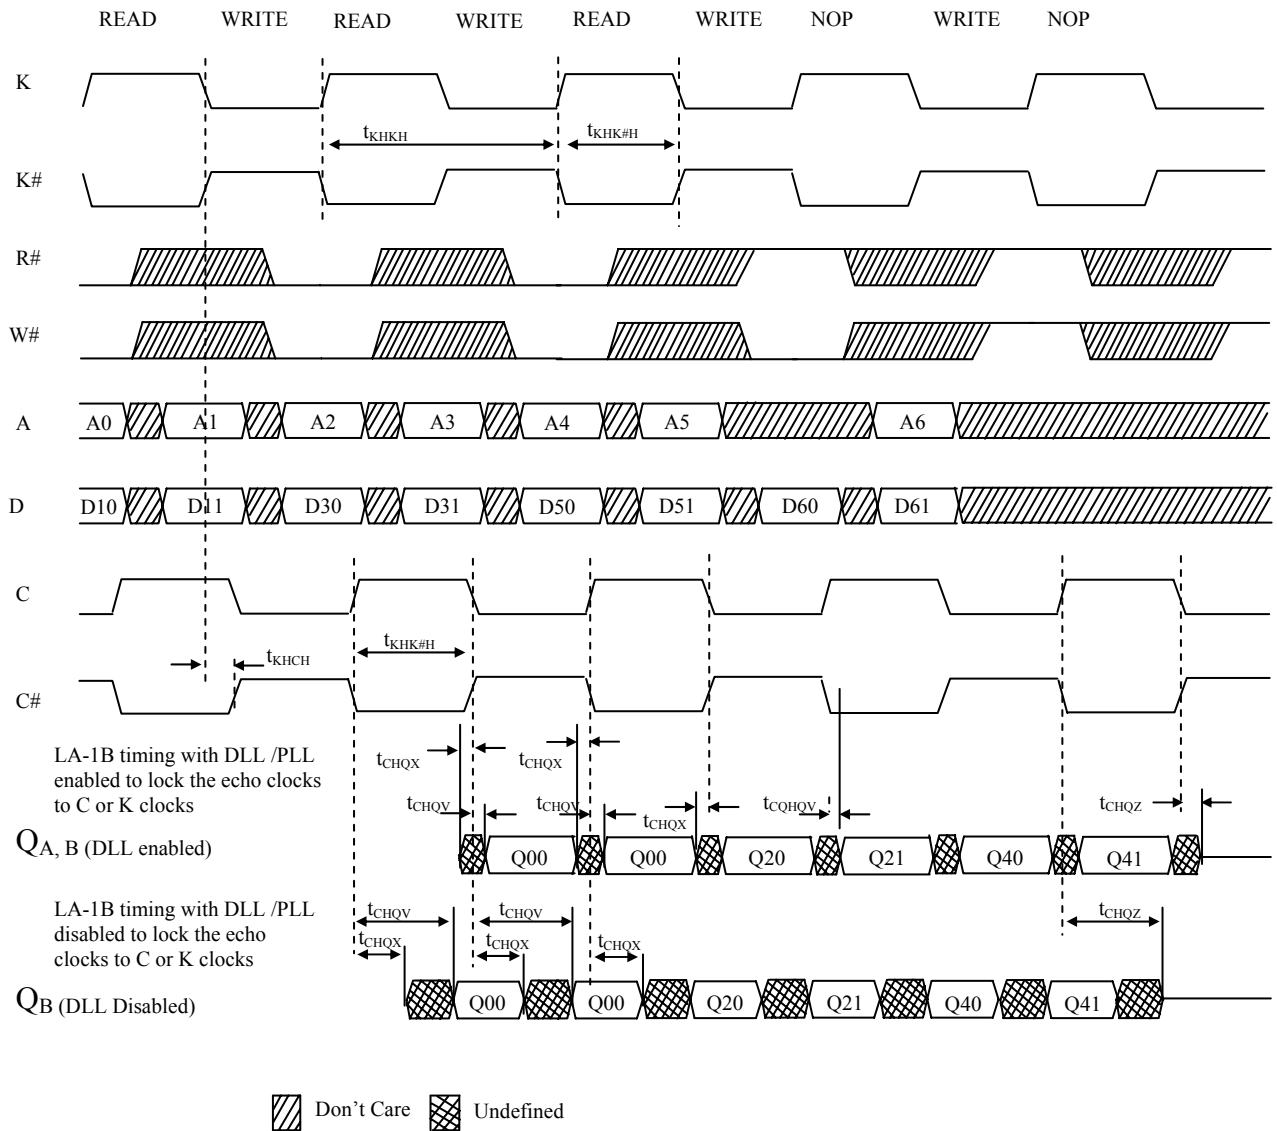 READ WRITE READ WRITE READ WRITE NOP WRITE NOP
K
tKHKH tKHK#H
K#
R#
W#
A A0 A1 A2 A3 A4 A5 A6
D D10 D11 D30 D31 D50 D51 D60 D61
C
tKHK#H
tKHCH
C#
LA-1B timing with DLL /PLL
enabled to lock the echo clocks
to C or K clocks
tCHQX tCHQX
tCHQV tCHQV tCHQX tCQHQV tCHQZ
QA, B (DLL enabled) Q00 Q00 Q20 Q21 Q40 Q41
LA-1B timing with DLL /PLL
disabled to lock the echo
clocks to C or K clocks
tCHQV tCHQV tCHQZ
tCHQX tCHQX tCHQX
QB (DLL Disabled) Q00 Q00 Q20 Q21 Q40 Q41
Don't Care Undefined